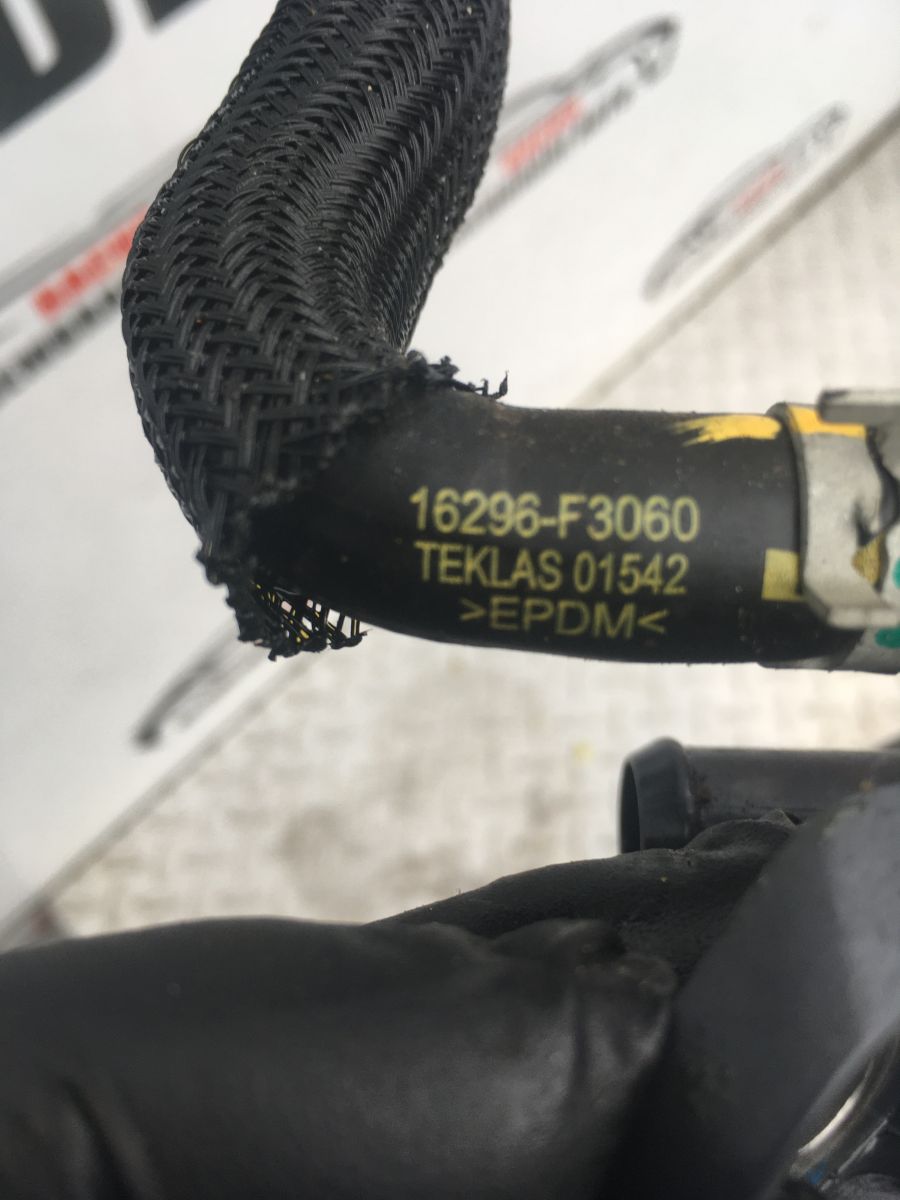 16296-F3060
TEKLAS 01542
>EPDM<